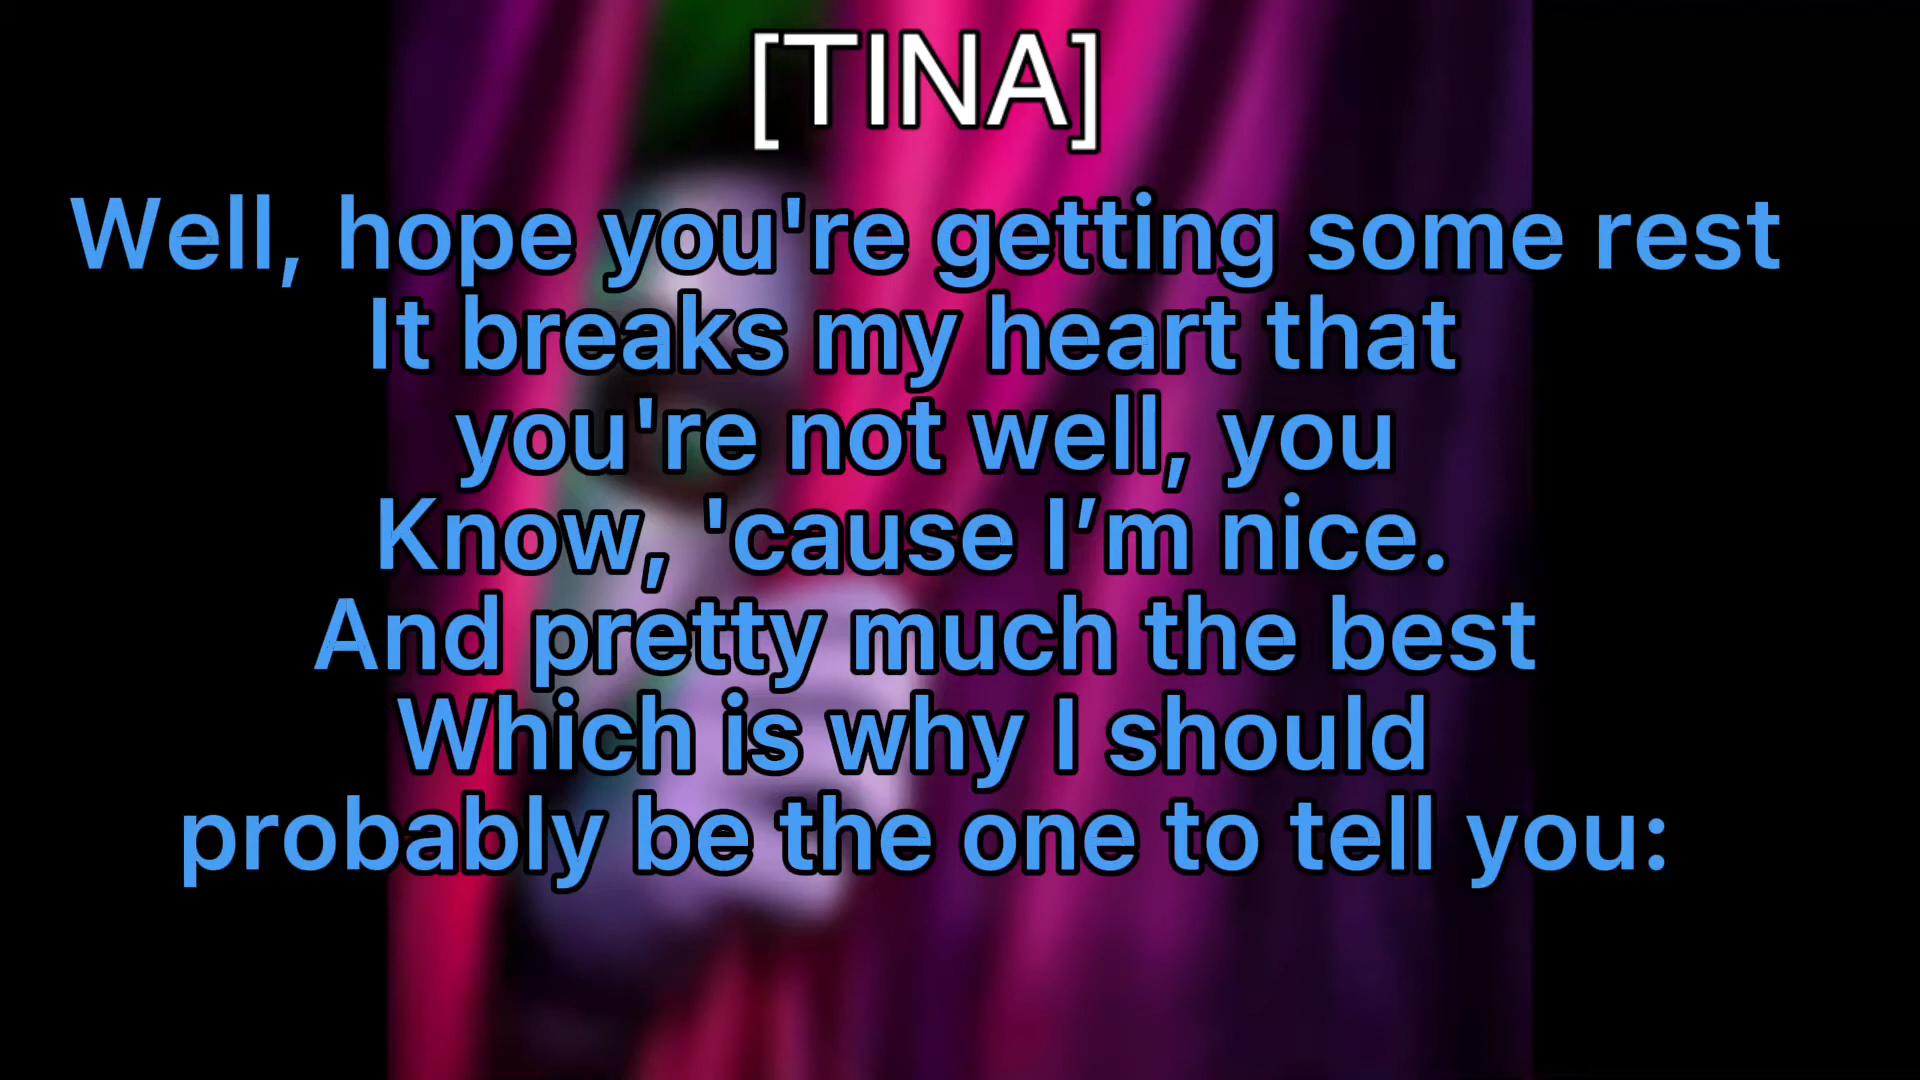 [TINA]
Well, hope you're getting some rest
It breaks my heart that
you're not well, you
Know, 'cause I’m nice.
And pretty much the best
Which is why I should
probably be the one to tell you: